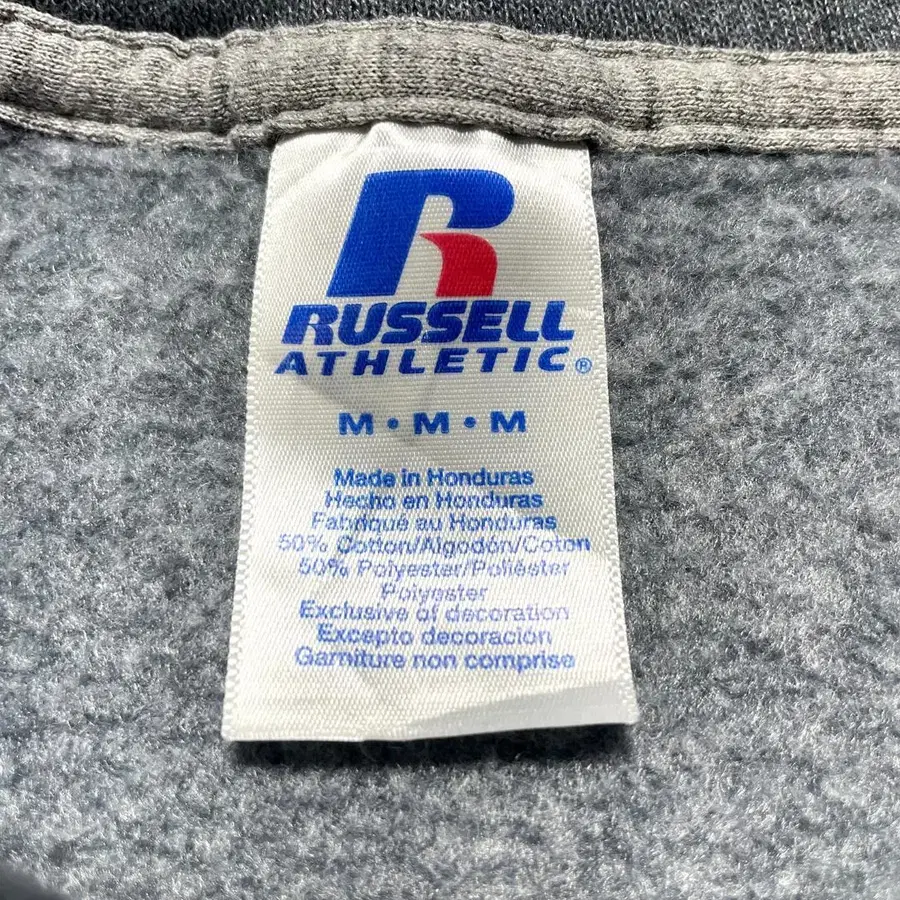 R
RUSSELL
ATHLETIC®
M • M • M
Made in Honduras
Hecho en Honduras
Fabriqué au Honduras
50% Cotton/Algodón/Coton
50% Polyester/Poliéster
Polyester
Exclusive of decoration
Excepto decoración
Garniture non comprise